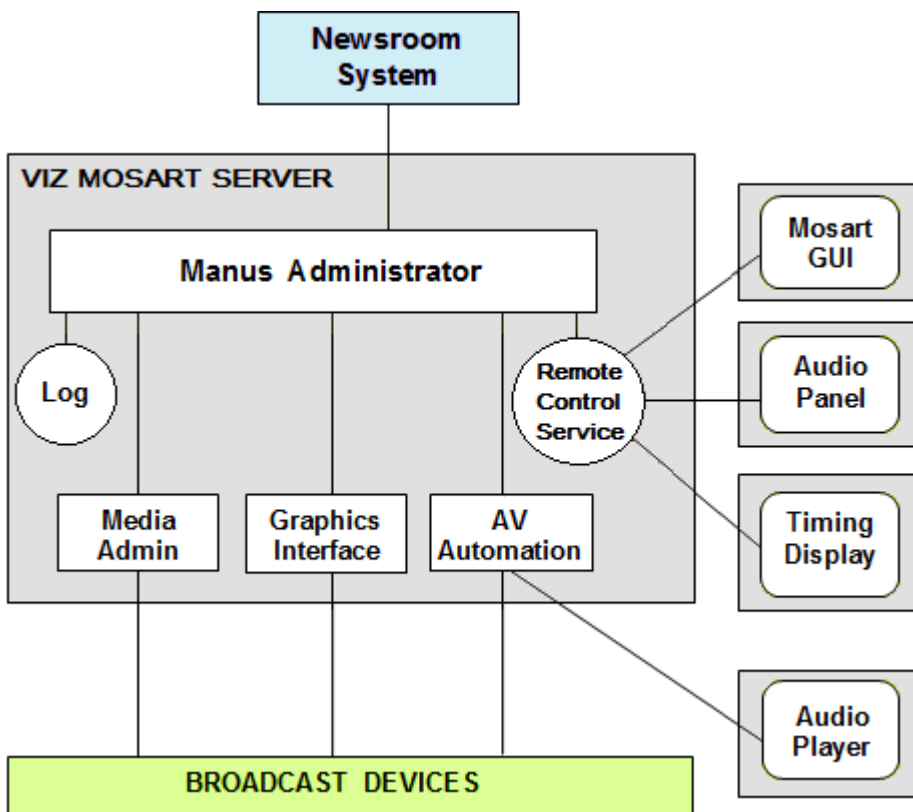 Newsroom
System
VIZ MOSART SERVER
Manus Administrator
Log
Remote
Control
Service
Media
Admin
Graphics
Interface
AV
Automation
Mosart
GUI
Audio
Panel
Timing
Display
Audio
Player
BROADCAST DEVICES